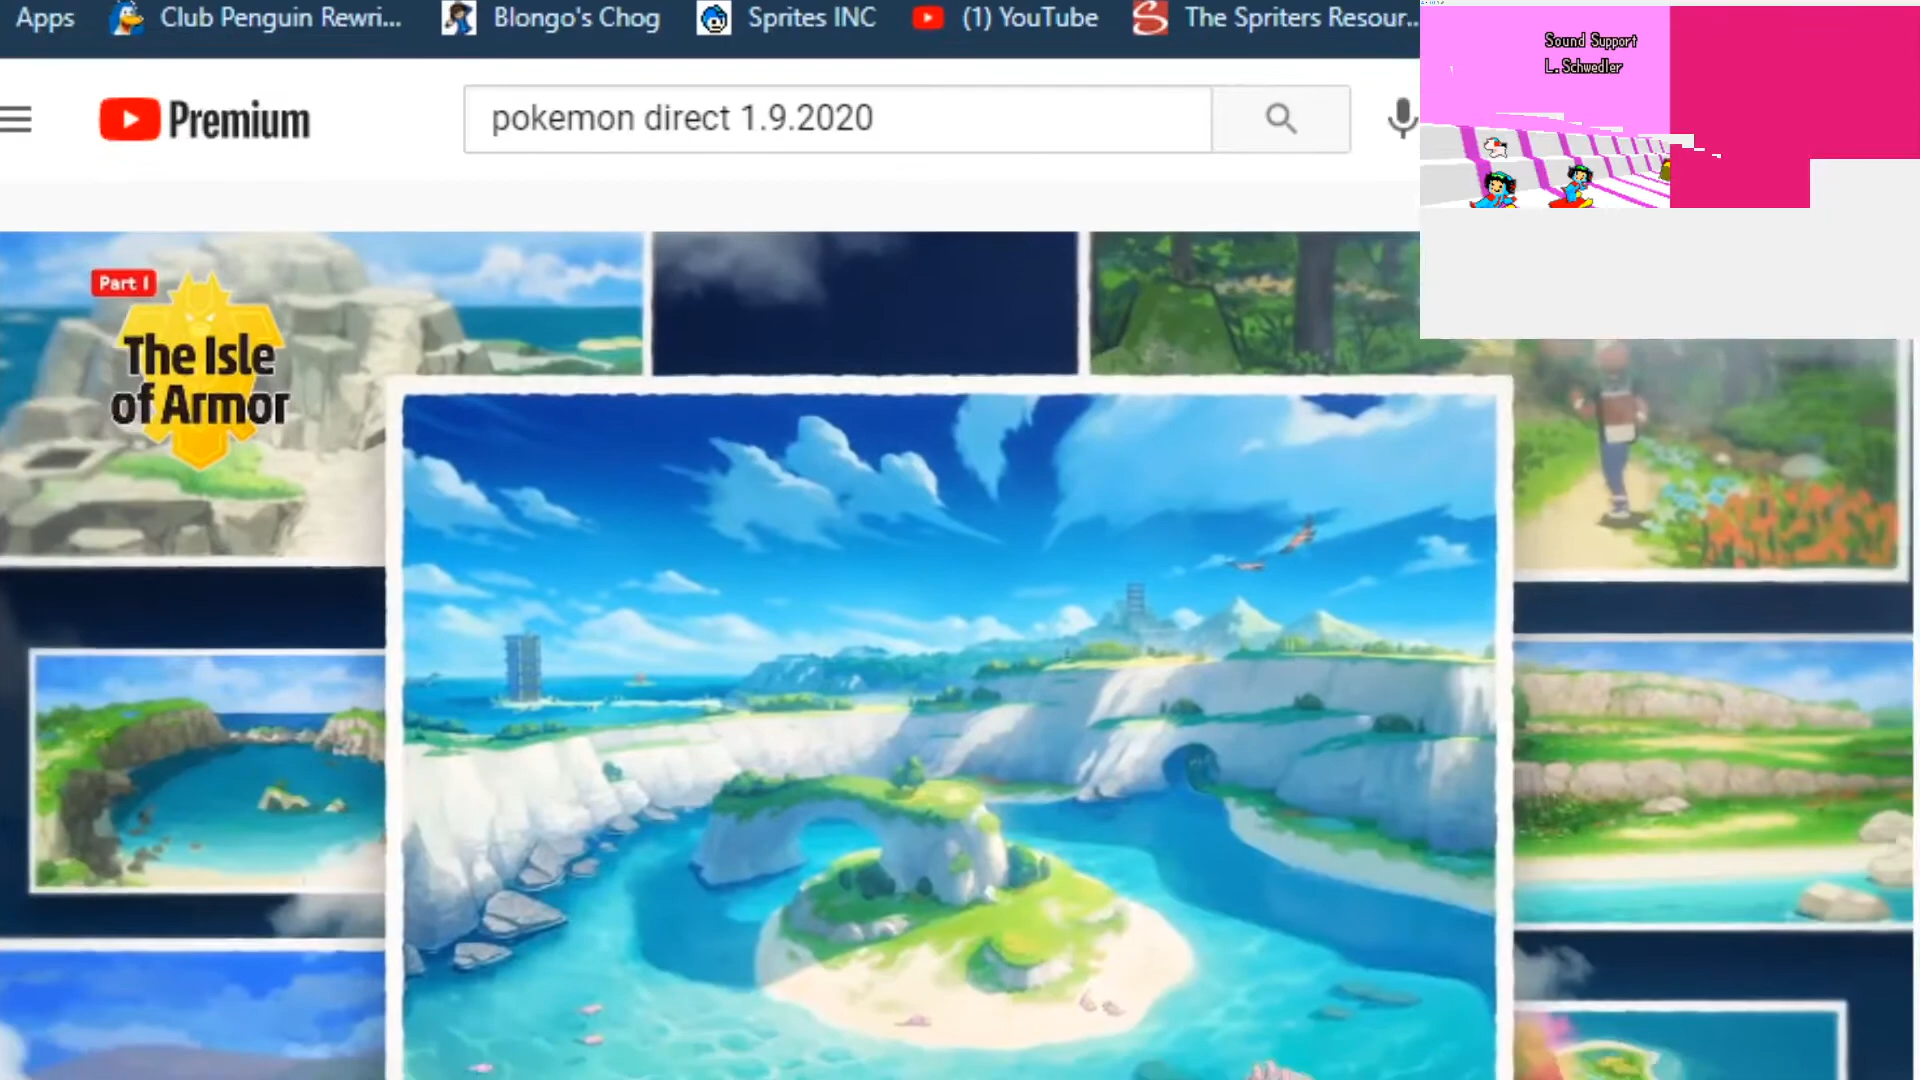 Apps Club Penguin Rewri... Blongo's Chog Sprites INC (1) YouTube The Spriters Resour...
Premium
pokemon direct 1.9.2020
Sound Support
L. Schwedler
Part 1
The Isle
of Armor